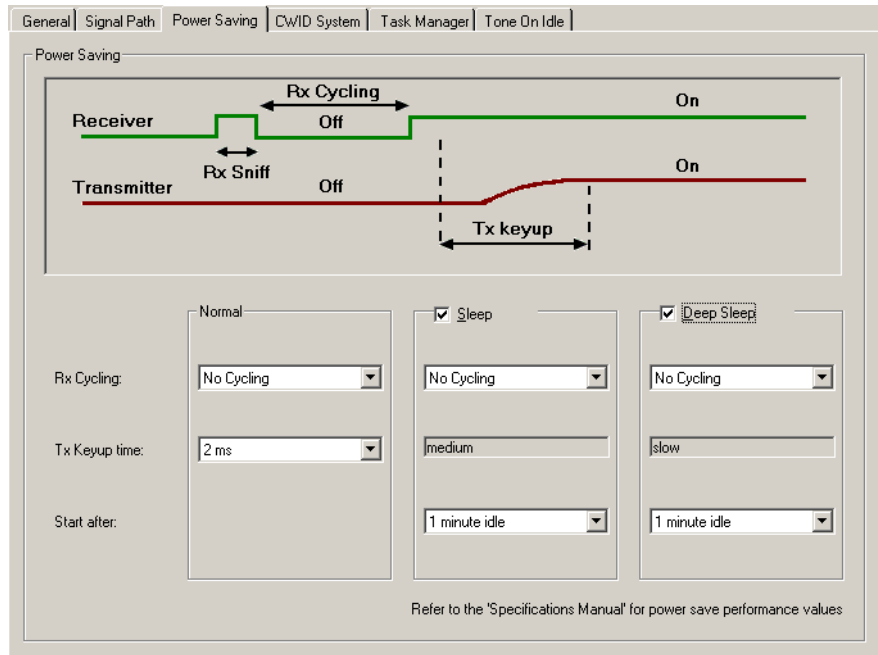 General Signal Path Power Saving CWID System Task Manager Tone On Idle
Power Saving
Rx Cycling
On
Receiver
Off
Rx Sniff
On
Transmitter
Off
Tx keyup
Normal
Sleep
Deep Sleep
Rx Cycling: No Cycling No Cycling No Cycling
Tx Keyup time: 2 ms medium slow
Start after: 1 minute idle 1 minute idle
Refer to the 'Specifications Manual' for power save performance values